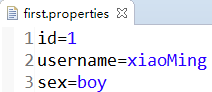 first.properties
1 id=1
2 username=xiaoMing
3 sex=boy